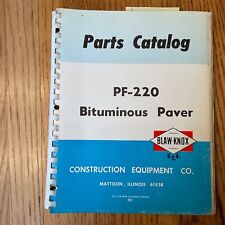 Parts Catalog
PF-220
Bituminous Paver
BLAW-KNOX
CONSTRUCTION EQUIPMENT CO.
MATTOON, ILLINOIS 61938